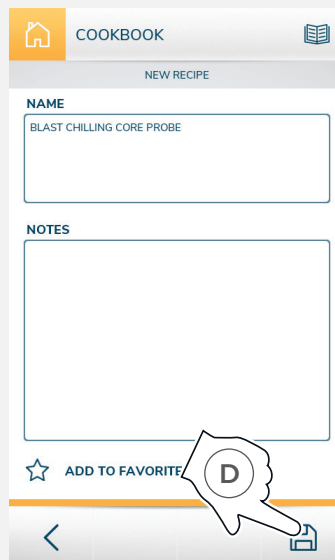 COOKBOOK
NEW RECIPE
NAME
BLAST CHILLING CORE PROBE
NOTES
ADD TO FAVORITE
D